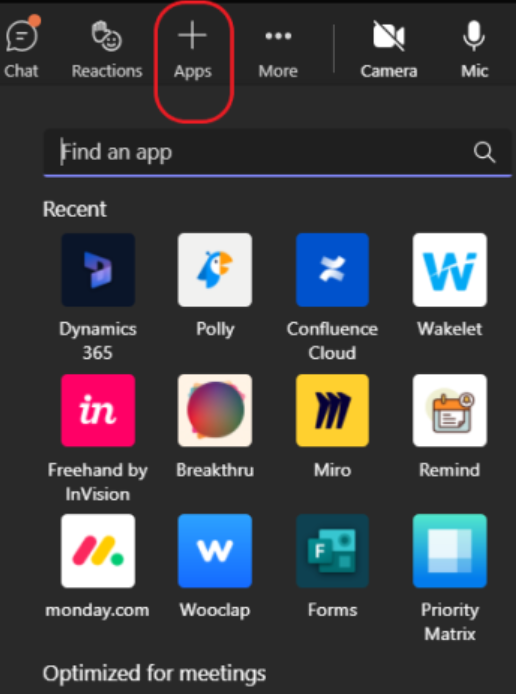 Chat Reactions Apps More Camera Mic
Find an app
Recent
Dynamics 365
Polly
Confluence Cloud
Wakelet
in
Freehand by InVision
Breakthru
Miro
Remind
monday.com
w
Wooclap
F
Forms
Priority Matrix
Optimized for meetings